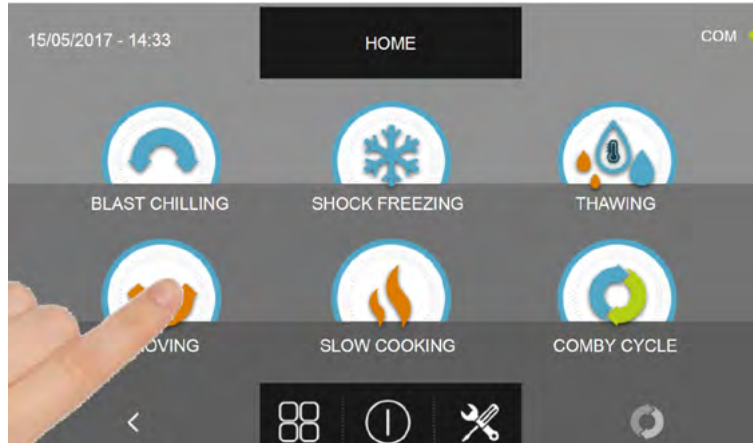 15/05/2017 - 14:33
HOME
COM
BLAST CHILLING
SHOCK FREEZING
THAWING
SLOW COOKING
COMBY CYCLE